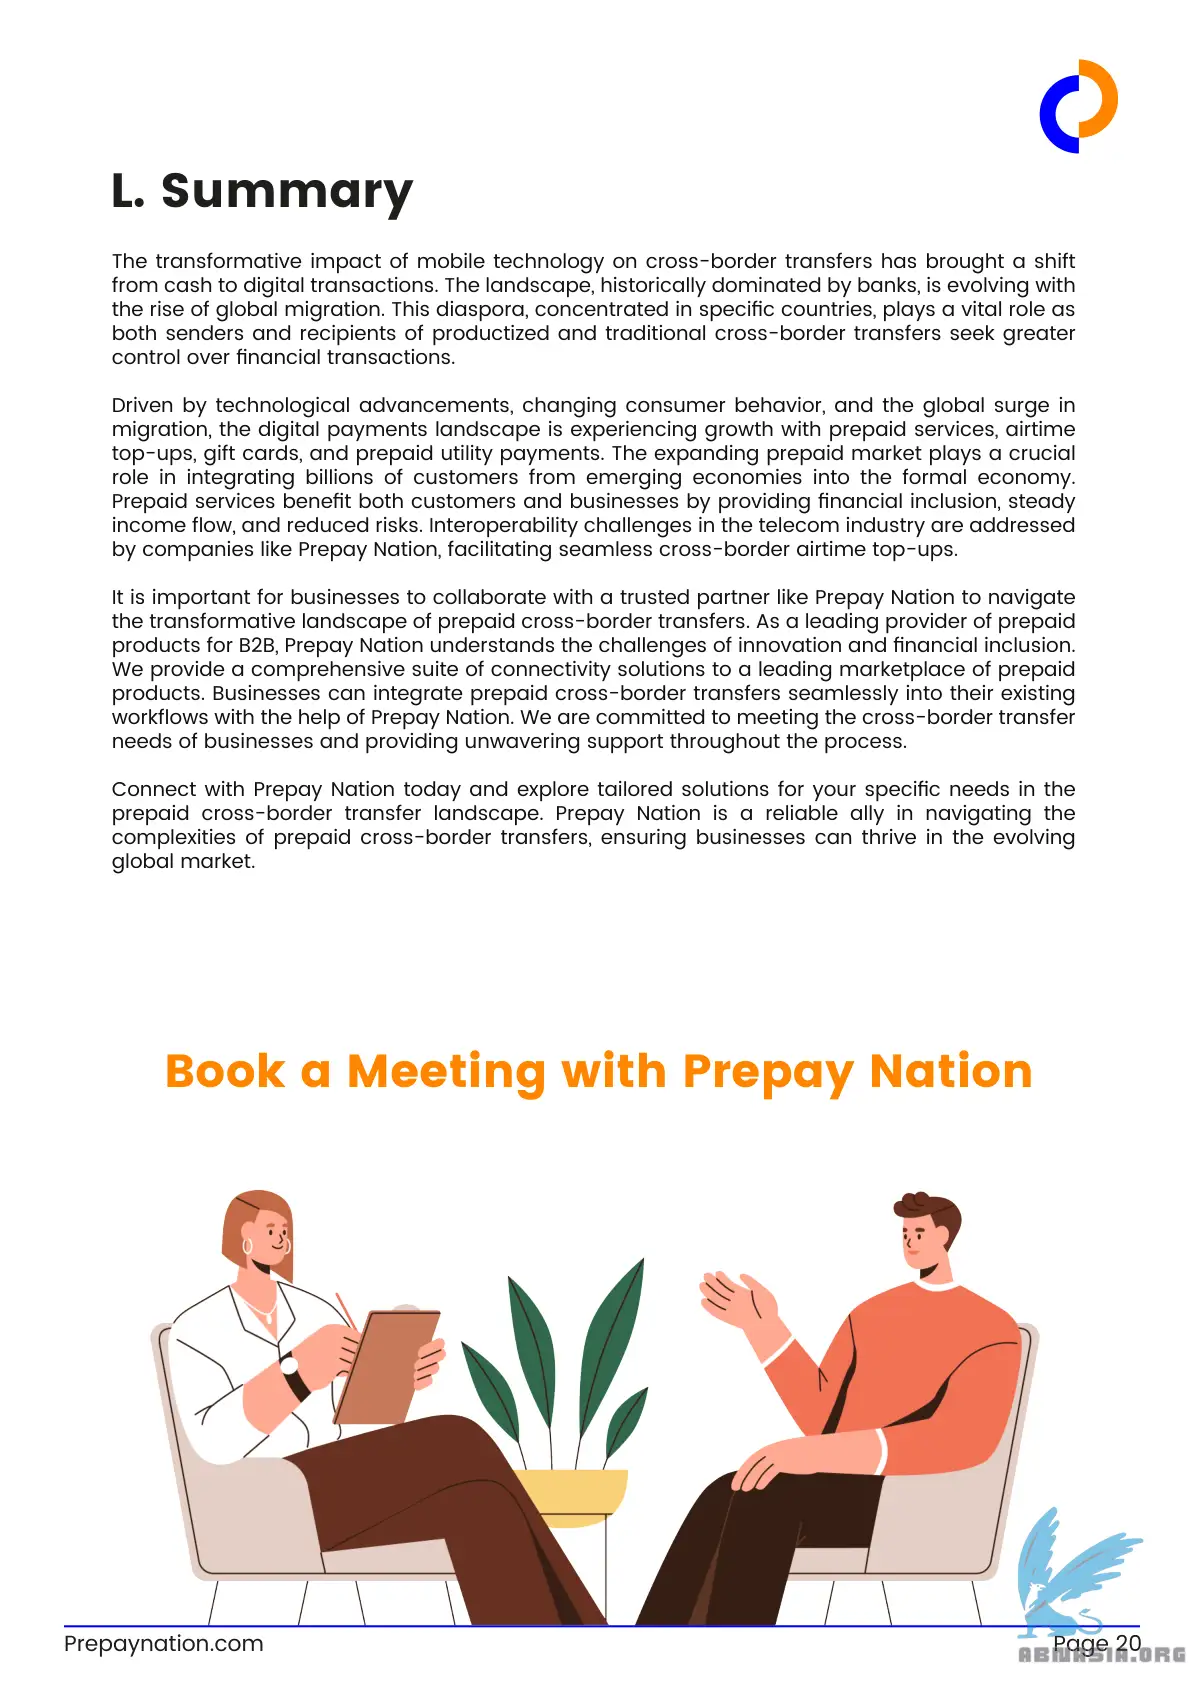 L. Summary
The transformative impact of mobile technology on cross-border transfers has brought a shift
from cash to digital transactions. The landscape, historically dominated by banks, is evolving with
the rise of global migration. This diaspora, concentrated in specific countries, plays a vital role as
both senders and recipients of productized and traditional cross-border transfers seek greater
control over financial transactions.
Driven by technological advancements, changing consumer behavior, and the global surge in
migration, the digital payments landscape is experiencing growth with prepaid services, airtime
top-ups, gift cards, and prepaid utility payments. The expanding prepaid market plays a crucial
role in integrating billions of customers from emerging economies into the formal economy.
Prepaid services benefit both customers and businesses by providing financial inclusion, steady
income flow, and reduced risks. Interoperability challenges in the telecom industry are addressed
by companies like Prepay Nation, facilitating seamless cross-border airtime top-ups.
It is important for businesses to collaborate with a trusted partner like Prepay Nation to navigate
the transformative landscape of prepaid cross-border transfers. As a leading provider of prepaid
products for B2B, Prepay Nation understands the challenges of innovation and financial inclusion.
We provide a comprehensive suite of connectivity solutions to a leading marketplace of prepaid
products. Businesses can integrate prepaid cross-border transfers seamlessly into their existing
workflows with the help of Prepay Nation. We are committed to meeting the cross-border transfer
needs of businesses and providing unwavering support throughout the process.
Connect with Prepay Nation today and explore tailored solutions for your specific needs in the
prepaid cross-border transfer landscape. Prepay Nation is a reliable ally in navigating the
complexities of prepaid cross-border transfers, ensuring businesses can thrive in the evolving
global market.
Book a Meeting with Prepay Nation
Prepaynation.com
Page 20
ABNASIA.ORG